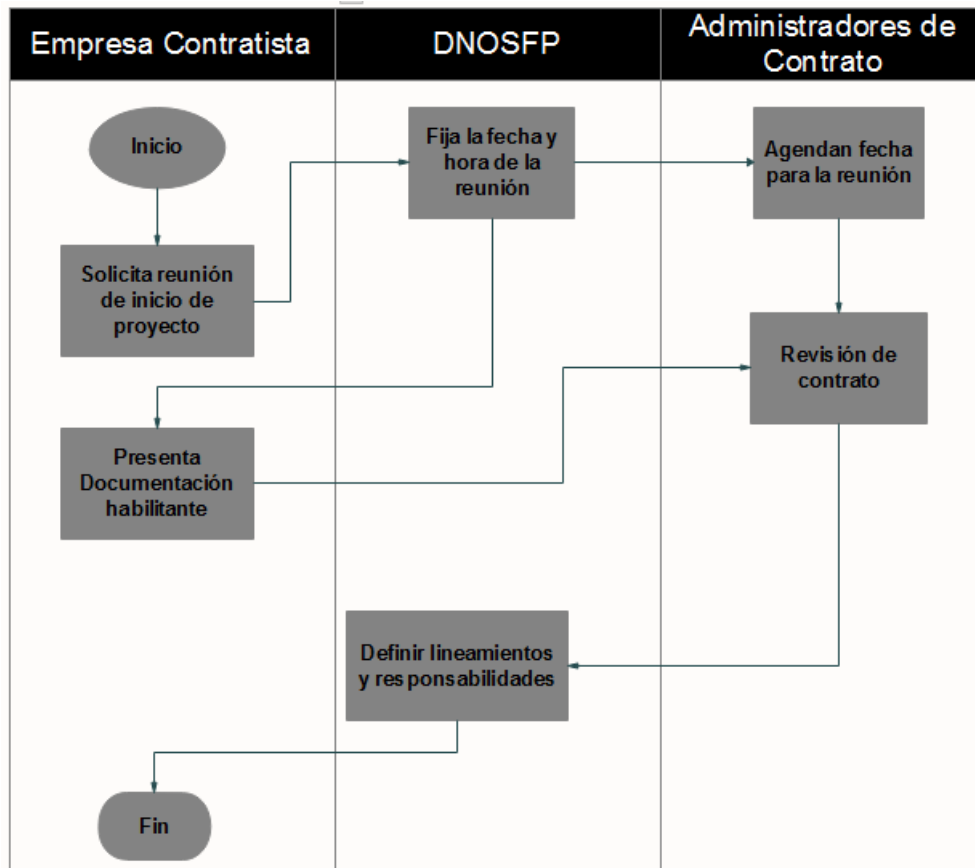 Empresa Contratista
DNOSFP
Administradores de
Contrato
Inicio
Fija la fecha y
hora de la
reunión
Agendan fecha
para la reunión
Solicita reunión
de inicio de
proyecto
Revisión de
contrato
Presenta
Documentación
habilitante
Definir lineamientos
y responsabilidades
Fin